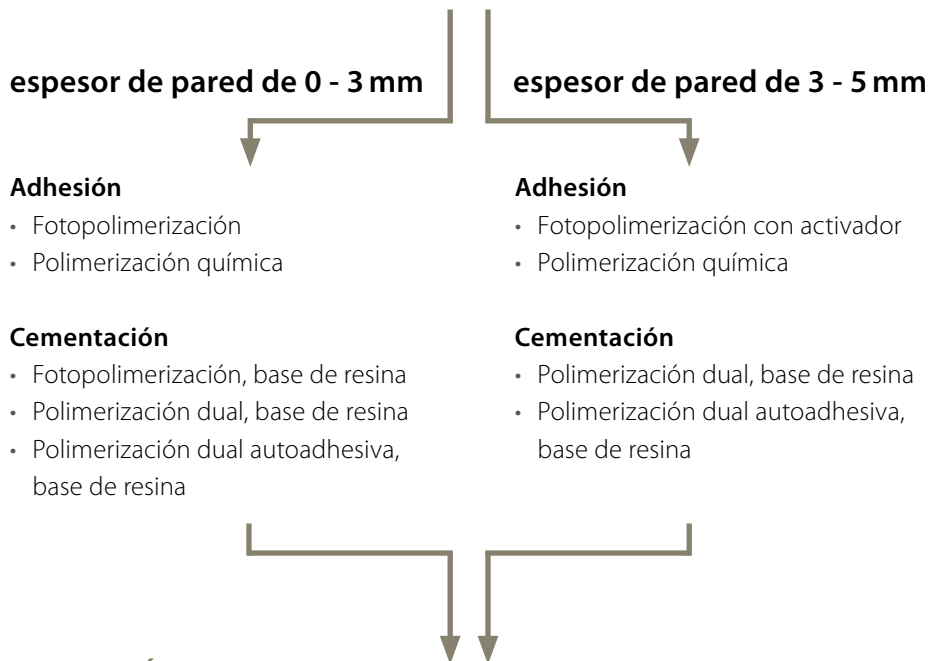 espesor de pared de 0 - 3 mm
Adhesión
• Fotopolimerización
• Polimerización química
Cementación
• Fotopolimerización, base de resina
• Polimerización dual, base de resina
• Polimerización dual autoadhesiva,
base de resina
espesor de pared de 3 - 5 mm
Adhesión
• Fotopolimerización con activador
• Polimerización química
Cementación
• Polimerización dual, base de resina
• Polimerización dual autoadhesiva,
base de resina